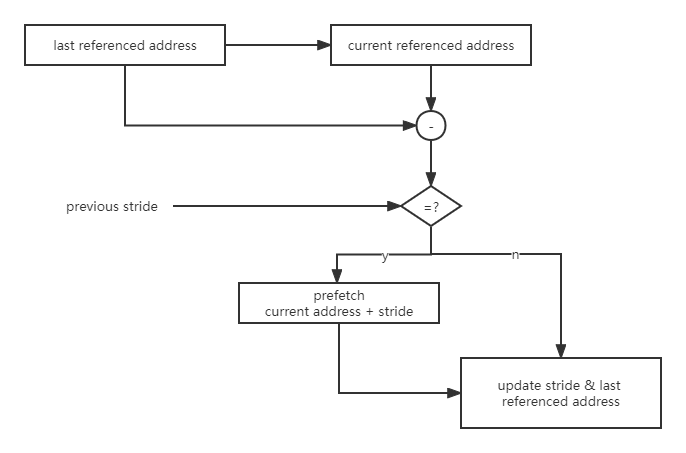 last referenced address
current referenced address
-
previous stride
=?
y
n
prefetch
current address + stride
update stride & last
referenced address